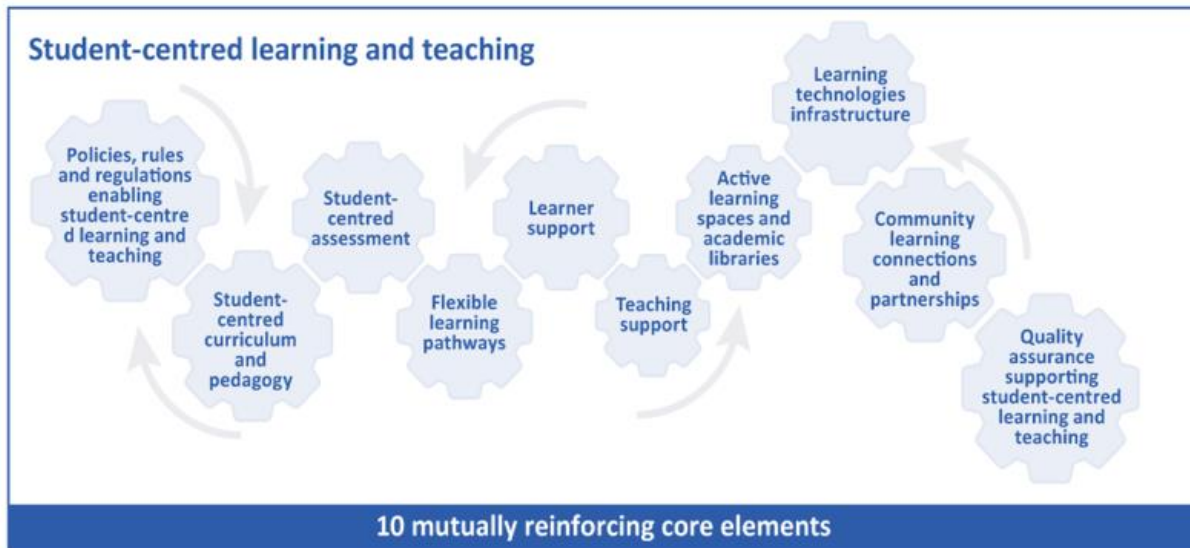 Student-centred learning and teaching
Policies, rules
and regulations
enabling
student-centre
d learning and
teaching
Student-
centred
curriculum
and
pedagogy
Student-
centred
assessment
Flexible
learning
pathways
Learner
support
Teaching
support
Active
learning
spaces and
academic
libraries
Learning
technologies
infrastructure
Community
learning
connections
and
partnerships
Quality
assurance
supporting
student-centred
learning and
teaching
10 mutually reinforcing core elements